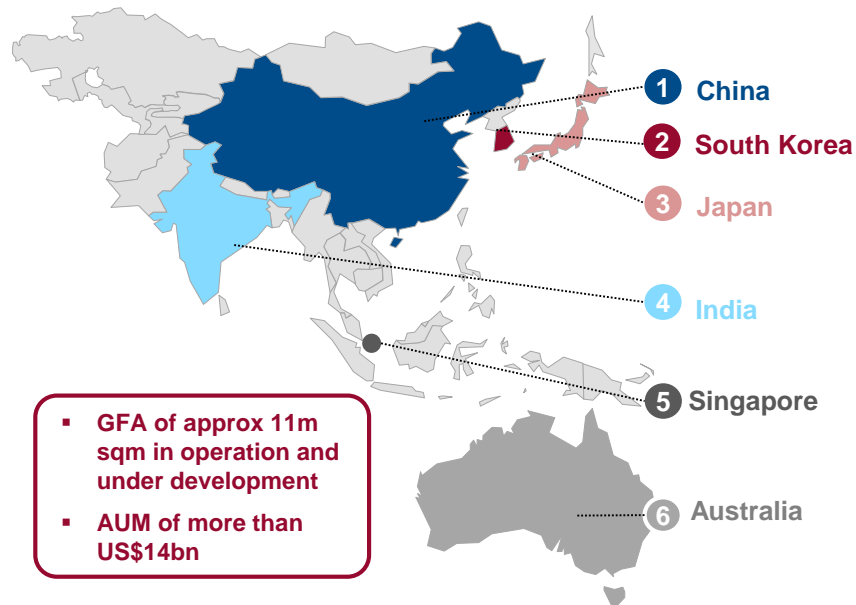 1 China
2 South Korea
3 Japan
4 India
5 Singapore
6 Australia
▪ GFA of approx 11m
sqm in operation and
under development
▪ AUM of more than
US$14bn